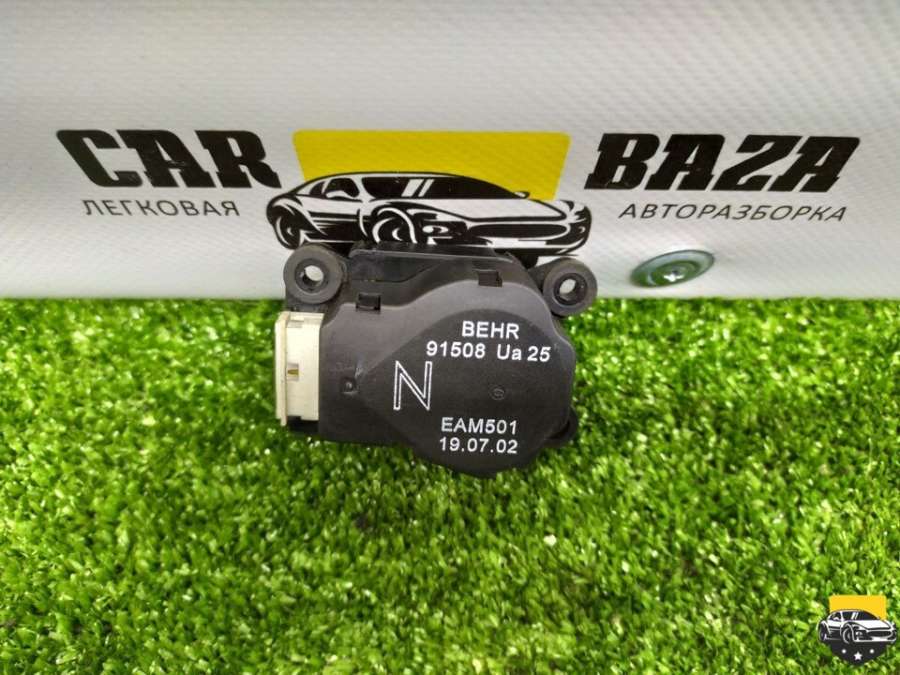 CAR BAZA
ЛЕГКОВАЯ АВТОРАЗБОРКА
BEHR
91508 Ua 25
N
EAM501
19.07.02